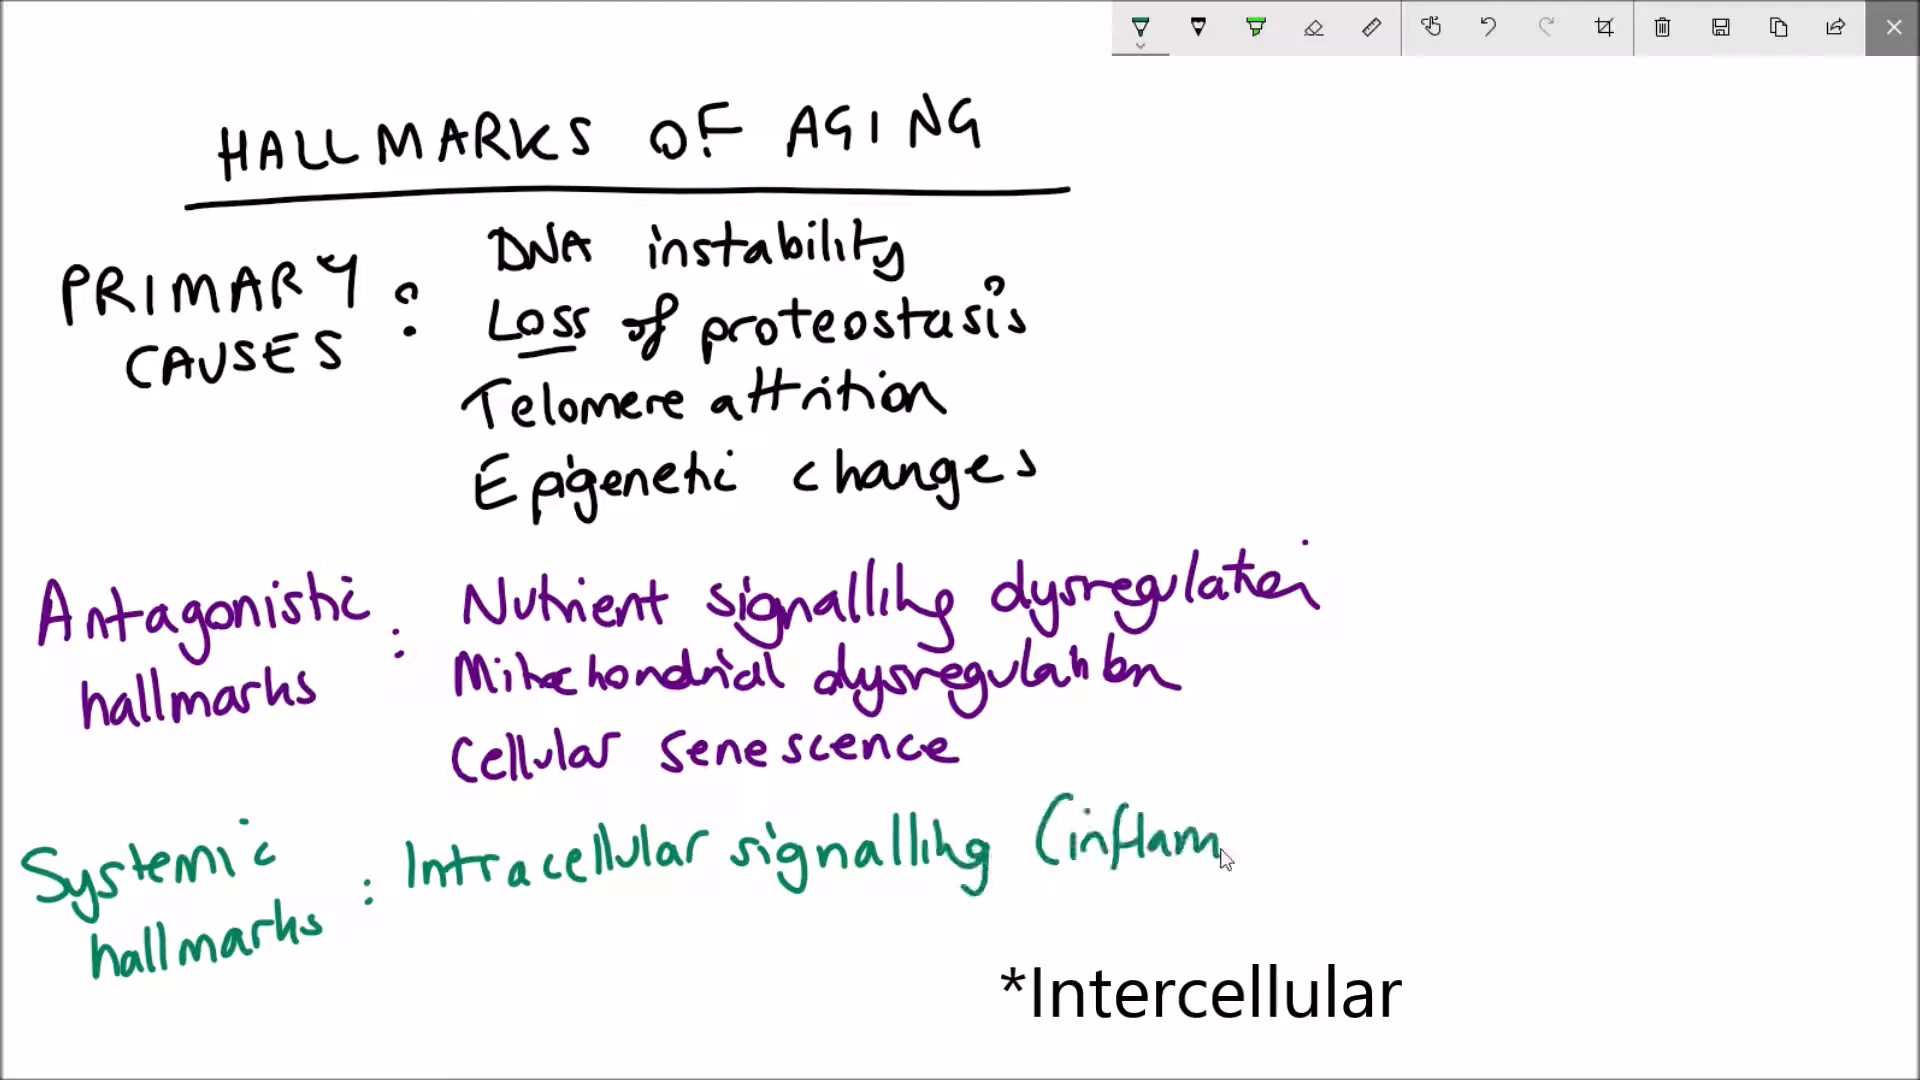 HALLMARKS OF AGING
PRIMARY CAUSES :
DNA instability
Loss of proteostasis
Telomere attrition
Epigenetic changes
Antagonistic hallmarks :
Nutrient signalling dysregulation
Mitochondrial dysregulation
Cellular senescence
Systemic hallmarks :
Intracellular signalling (inflam
*Intercellular